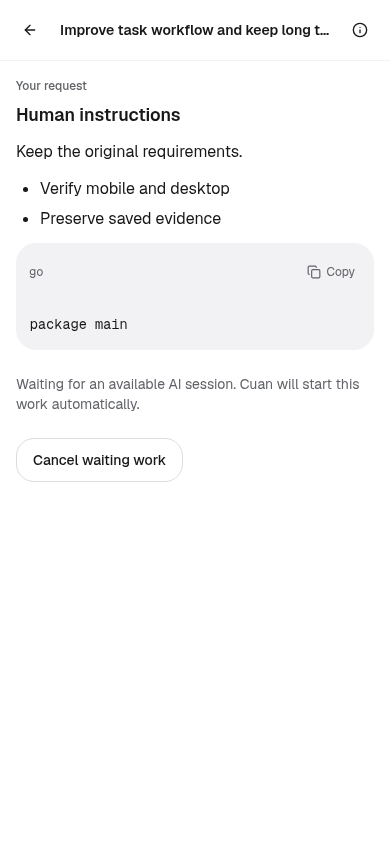 Improve task workflow and keep long t...
Your request
Human instructions
Keep the original requirements.
Verify mobile and desktop
Preserve saved evidence
go
Copy
package main
Waiting for an available AI session. Cuan will start this
work automatically.
Cancel waiting work